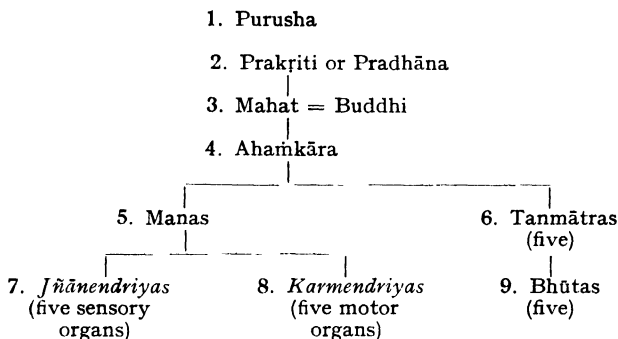 1. Purusha
2. Prakṛiti or Pradhāna
3. Mahat = Buddhi
4. Ahaṁkāra
5. Manas
6. Tanmātras
(five)
7. Jñānendriyas
(five sensory
organs)
8. Karmendriyas
(five motor
organs)
9. Bhūtas
(five)